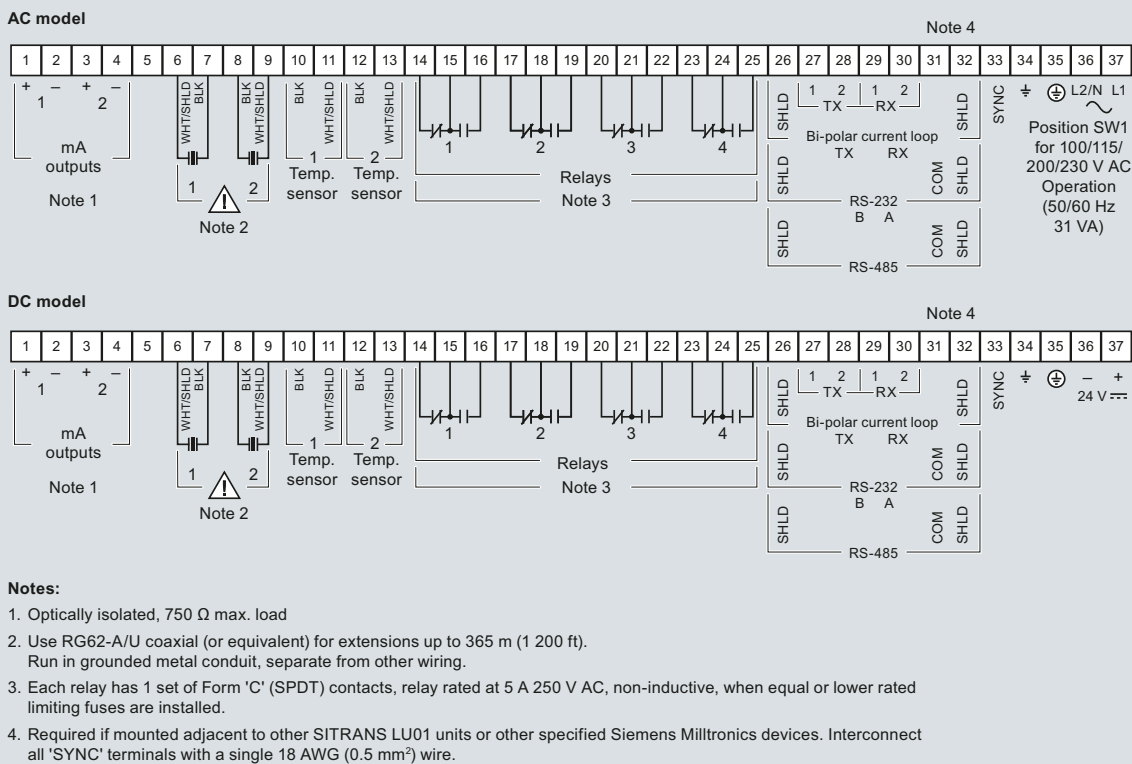 AC model
Note 4
1 2 3 4 5 6 7 8 9 10 11 12 13 14 15 16 17 18 19 20 21 22 23 24 25 26 27 28 29 30 31 32 33 34 35 36 37
+ – + –
1 2
mA
outputs
Note 1
WHT/SHLD
BLK
BLK
WHT/SHLD
1 2
Note 2
BLK
WHT/SHLD
1
Temp.
sensor
BLK
WHT/SHLD
2
Temp.
sensor
1 2 3 4
Relays
Note 3
SHLD
1 2 1 2
TX RX
SHLD
Bi-polar current loop
TX RX
SHLD
COM
SHLD
RS-232
B A
SHLD
COM
SHLD
RS-485
SYNC
L2/N L1
Position SW1
for 100/115/
200/230 V AC
Operation
(50/60 Hz
31 VA)
DC model
Note 4
1 2 3 4 5 6 7 8 9 10 11 12 13 14 15 16 17 18 19 20 21 22 23 24 25 26 27 28 29 30 31 32 33 34 35 36 37
+ – + –
1 2
mA
outputs
Note 1
WHT/SHLD
BLK
BLK
WHT/SHLD
1 2
Note 2
BLK
WHT/SHLD
1
Temp.
sensor
BLK
WHT/SHLD
2
Temp.
sensor
1 2 3 4
Relays
Note 3
SHLD
1 2 1 2
TX RX
SHLD
Bi-polar current loop
TX RX
SHLD
COM
SHLD
RS-232
B A
SHLD
COM
SHLD
RS-485
SYNC
– +
24 V
Notes:
1. Optically isolated, 750 Ω max. load
2. Use RG62-A/U coaxial (or equivalent) for extensions up to 365 m (1 200 ft).
Run in grounded metal conduit, separate from other wiring.
3. Each relay has 1 set of Form 'C' (SPDT) contacts, relay rated at 5 A 250 V AC, non-inductive, when equal or lower rated
limiting fuses are installed.
4. Required if mounted adjacent to other SITRANS LU01 units or other specified Siemens Milltronics devices. Interconnect
all 'SYNC' terminals with a single 18 AWG (0.5 mm²) wire.